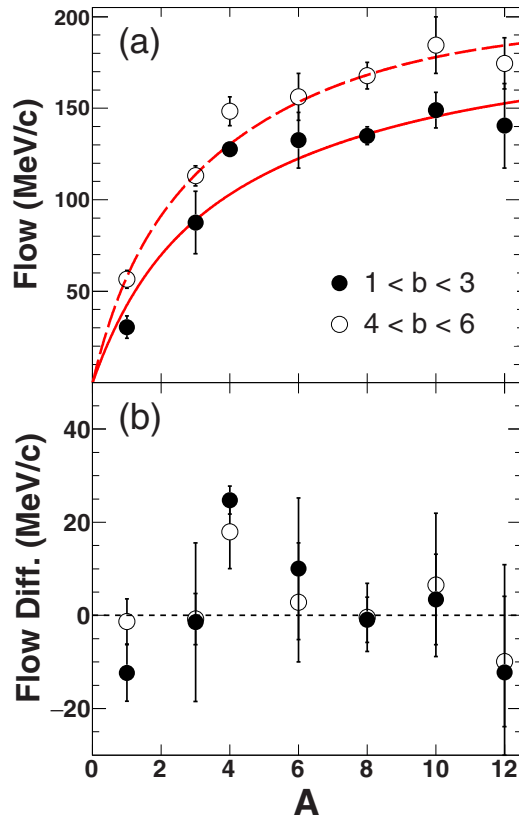 (a)
200
150
100
50
Flow (MeV/c)
1 < b < 3
4 < b < 6
(b)
40
20
0
−20
Flow Diff. (MeV/c)
0 2 4 6 8 10 12
A